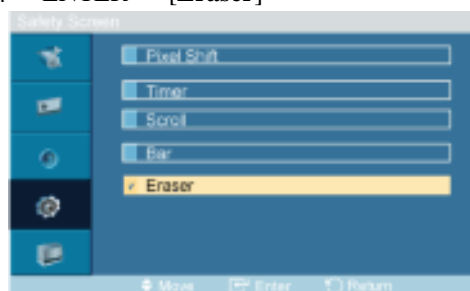 Safety Screen
Pixel Shift
Timer
Scroll
Bar
Eraser
Move Enter Return